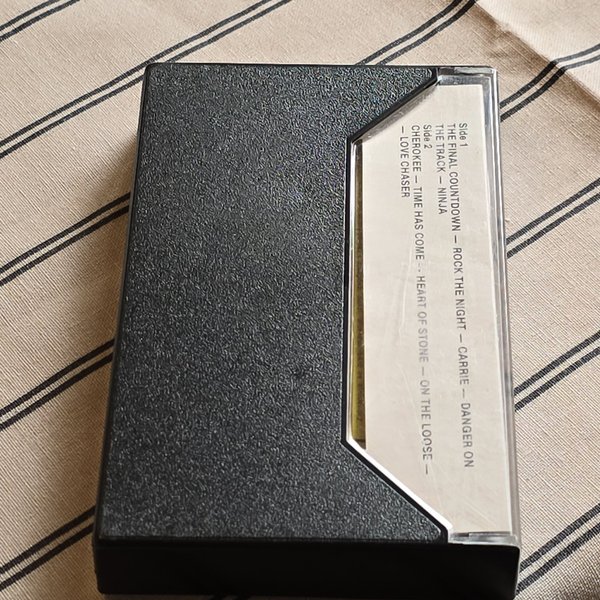 Side 1
THE FINAL COUNTDOWN — ROCK THE NIGHT — CARRIE — DANGER ON
THE TRACK — NINJA
Side 2
CHEROKEE — TIME HAS COME -- HEART OF STONE — ON THE LOOSE —
— LOVE CHASER